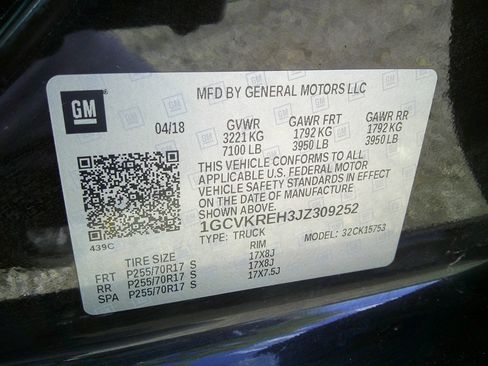 GM
MFD BY GENERAL MOTORS LLC
04/18 GVWR GAWR FRT GAWR RR
3221 KG 1792 KG 1792 KG
7100 LB 3950 LB 3950 LB
THIS VEHICLE CONFORMS TO ALL
APPLICABLE U.S. FEDERAL MOTOR
VEHICLE SAFETY STANDARDS IN EFFECT
ON THE DATE OF MANUFACTURE
1GCVKREH3JZ309252
439C
TYPE: TRUCK MODEL: 32CK15753
TIRE SIZE RIM
FRT P255/70R17 S 17X8J
RR P255/70R17 S 17X8J
SPA P255/70R17 S 17X7.5J